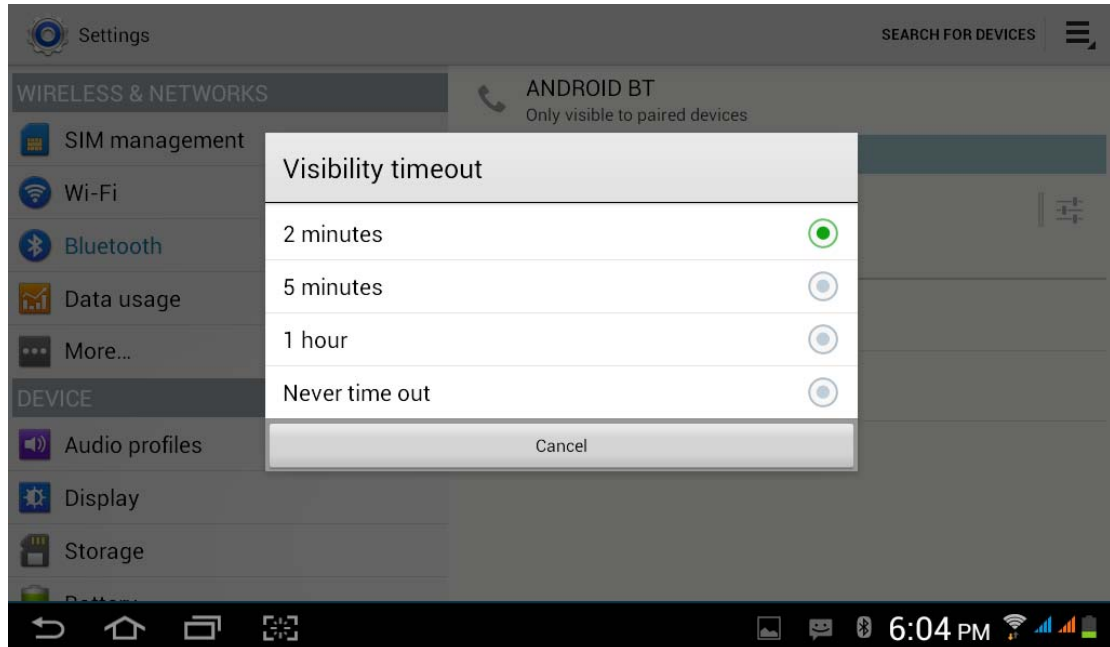 Settings
SEARCH FOR DEVICES
WIRELESS & NETWORKS
SIM management
Wi-Fi
Bluetooth
Data usage
More...
DEVICE
Audio profiles
Display
Storage
Battery
ANDROID BT
Only visible to paired devices
Visibility timeout
2 minutes
5 minutes
1 hour
Never time out
Cancel
6:04 PM